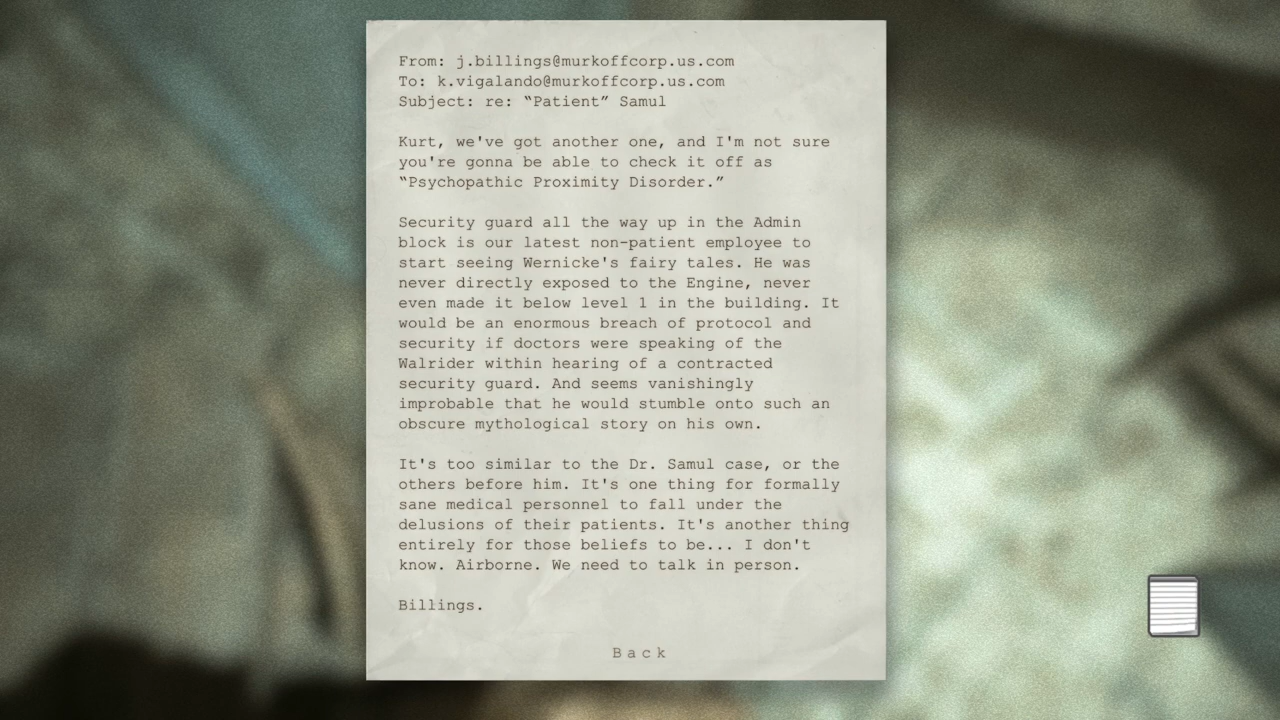 From: j.billings@murkoffcorp.us.com
To: k.vigalando@murkoffcorp.us.com
Subject: re: “Patient” Samul
Kurt, we've got another one, and I'm not sure
you're gonna be able to check it off as
“Psychopathic Proximity Disorder.”
Security guard all the way up in the Admin
block is our latest non-patient employee to
start seeing Wernicke's fairy tales. He was
never directly exposed to the Engine, never
even made it below level 1 in the building. It
would be an enormous breach of protocol and
security if doctors were speaking of the
Walrider within hearing of a contracted
security guard. And seems vanishingly
improbable that he would stumble onto such an
obscure mythological story on his own.
It's too similar to the Dr. Samul case, or the
others before him. It's one thing for formally
sane medical personnel to fall under the
delusions of their patients. It's another thing
entirely for those beliefs to be... I don't
know. Airborne. We need to talk in person.
Billings.
Back